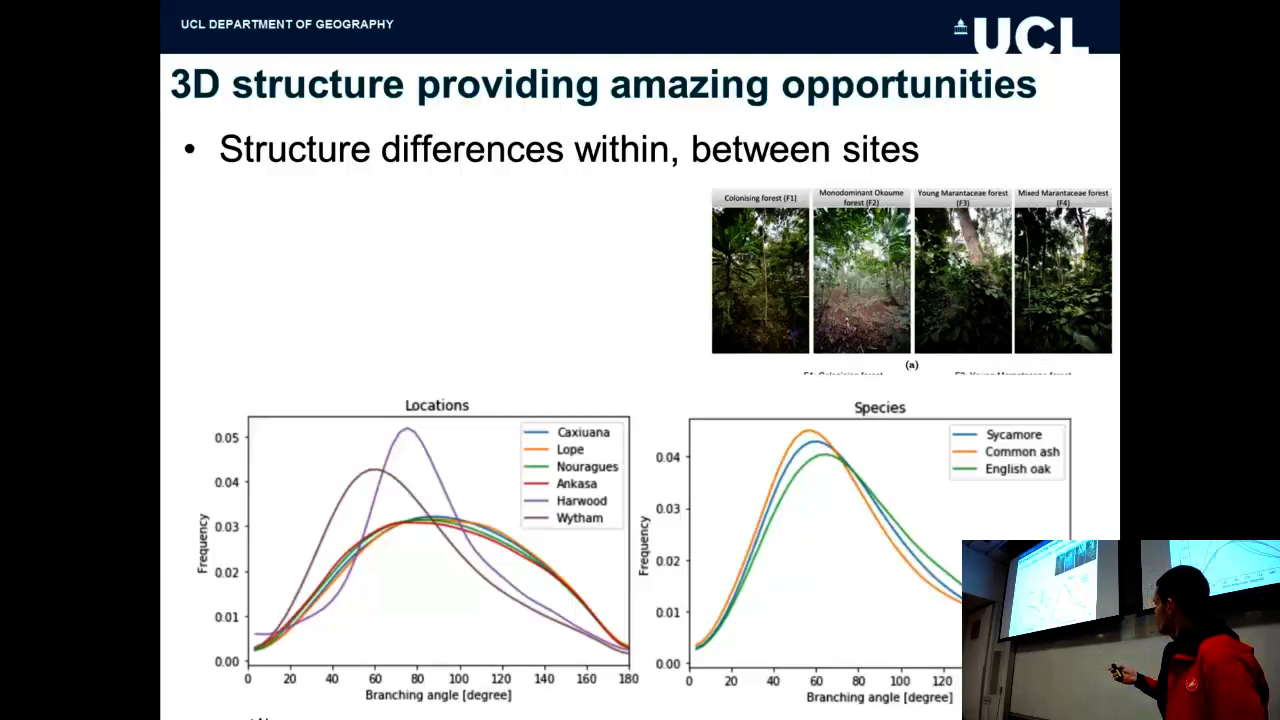 UCL DEPARTMENT OF GEOGRAPHY
UCL
3D structure providing amazing opportunities
• Structure differences within, between sites
Colonising forest (F1)
Monodominant Okoume
forest (F2)
Young Marantaceae forest
(F3)
Mixed Marantaceae forest
(F4)
(a)
Locations
0.05
0.04
0.03
0.02
0.01
0.00
Frequency
Caxiuana
Lope
Nouragues
Ankasa
Harwood
Wytham
0 20 40 60 80 100 120 140 160 180
Branching angle [degree]
Species
0.04
0.03
0.02
0.01
0.00
Frequency
Sycamore
Common ash
English oak
0 20 40 60 80 100 120
Branching angle [degree]